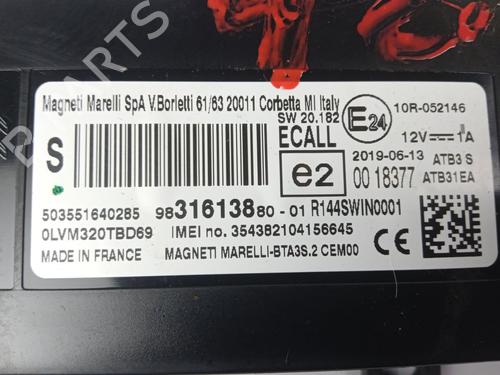 48
Magneti Marelli SpA V.Borletti 61/63 20011 Corbetta MI Italy
SW 20.182
E24
10R-052146
S
ECALL
12V⎓1A
e2
2019-06-13 ATB3 S
00 18377 ATB31EA
503551640285 9831613880-01 R144SWIN0001
0LVM320TBD69 IMEI no. 354382104156645
MADE IN FRANCE MAGNETI MARELLI-BTA3S.2 CEM00
CE
B-PARTS